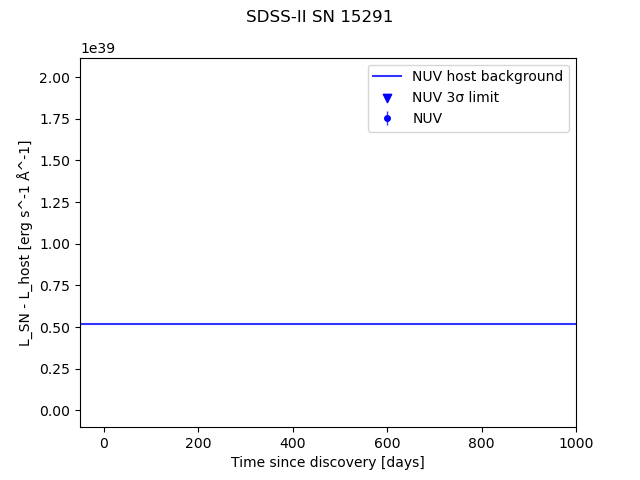 SDSS-II SN 15291
1e39
2.00
1.75
1.50
1.25
1.00
0.75
0.50
0.25
0.00
L_SN - L_host [erg s^-1 Å^-1]
NUV host background
NUV 3σ limit
NUV
0 200 400 600 800 1000
Time since discovery [days]